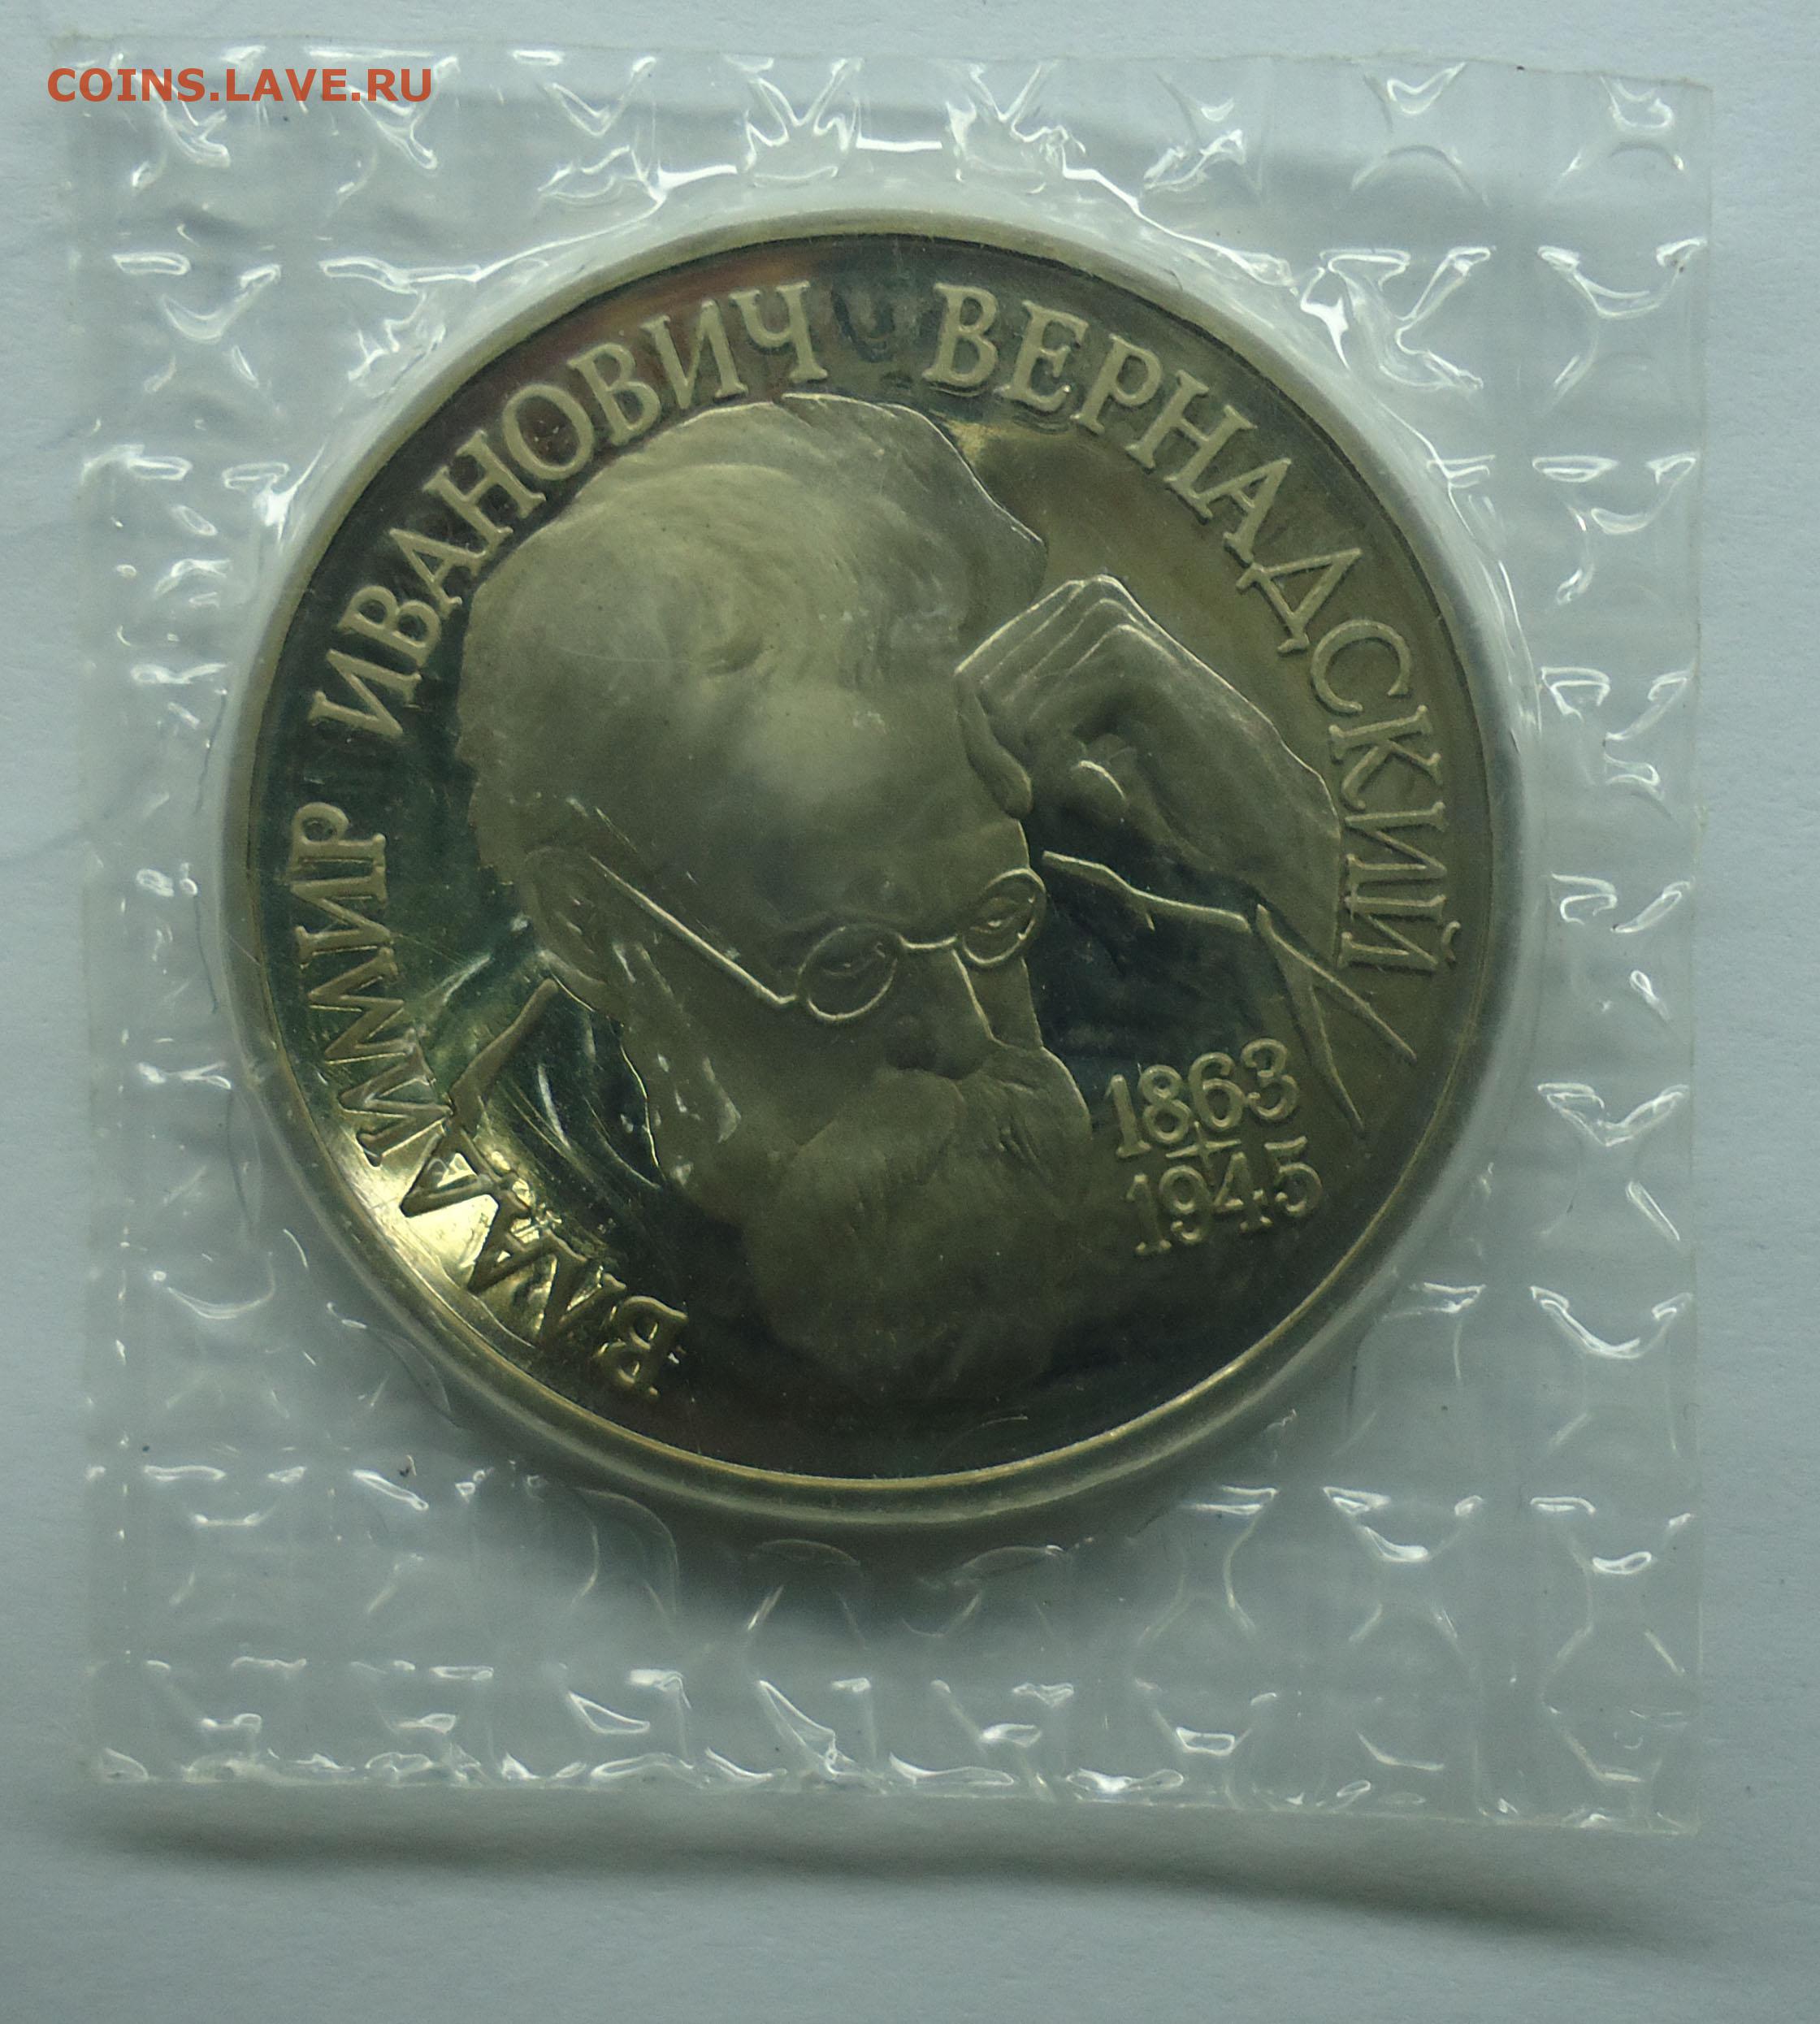 COINS.LAVE.RU
ВЛАДИМИР ИВАНОВИЧ ВЕРНАДСКИЙ
1863
1945